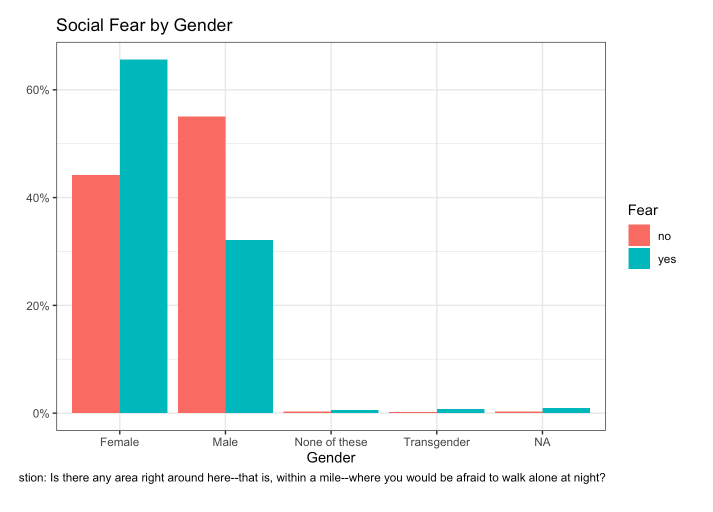 Social Fear by Gender
60%
40%
20%
0%
Female Male None of these Transgender NA
Gender
Fear
no
yes
stion: Is there any area right around here--that is, within a mile--where you would be afraid to walk alone at night?